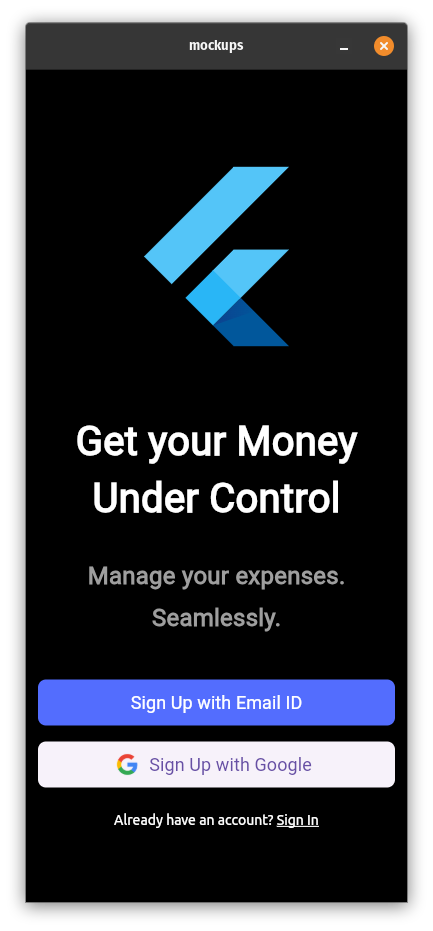 mockups
Get your Money
Under Control
Manage your expenses.
Seamlessly.
Sign Up with Email ID
Sign Up with Google
Already have an account? Sign In